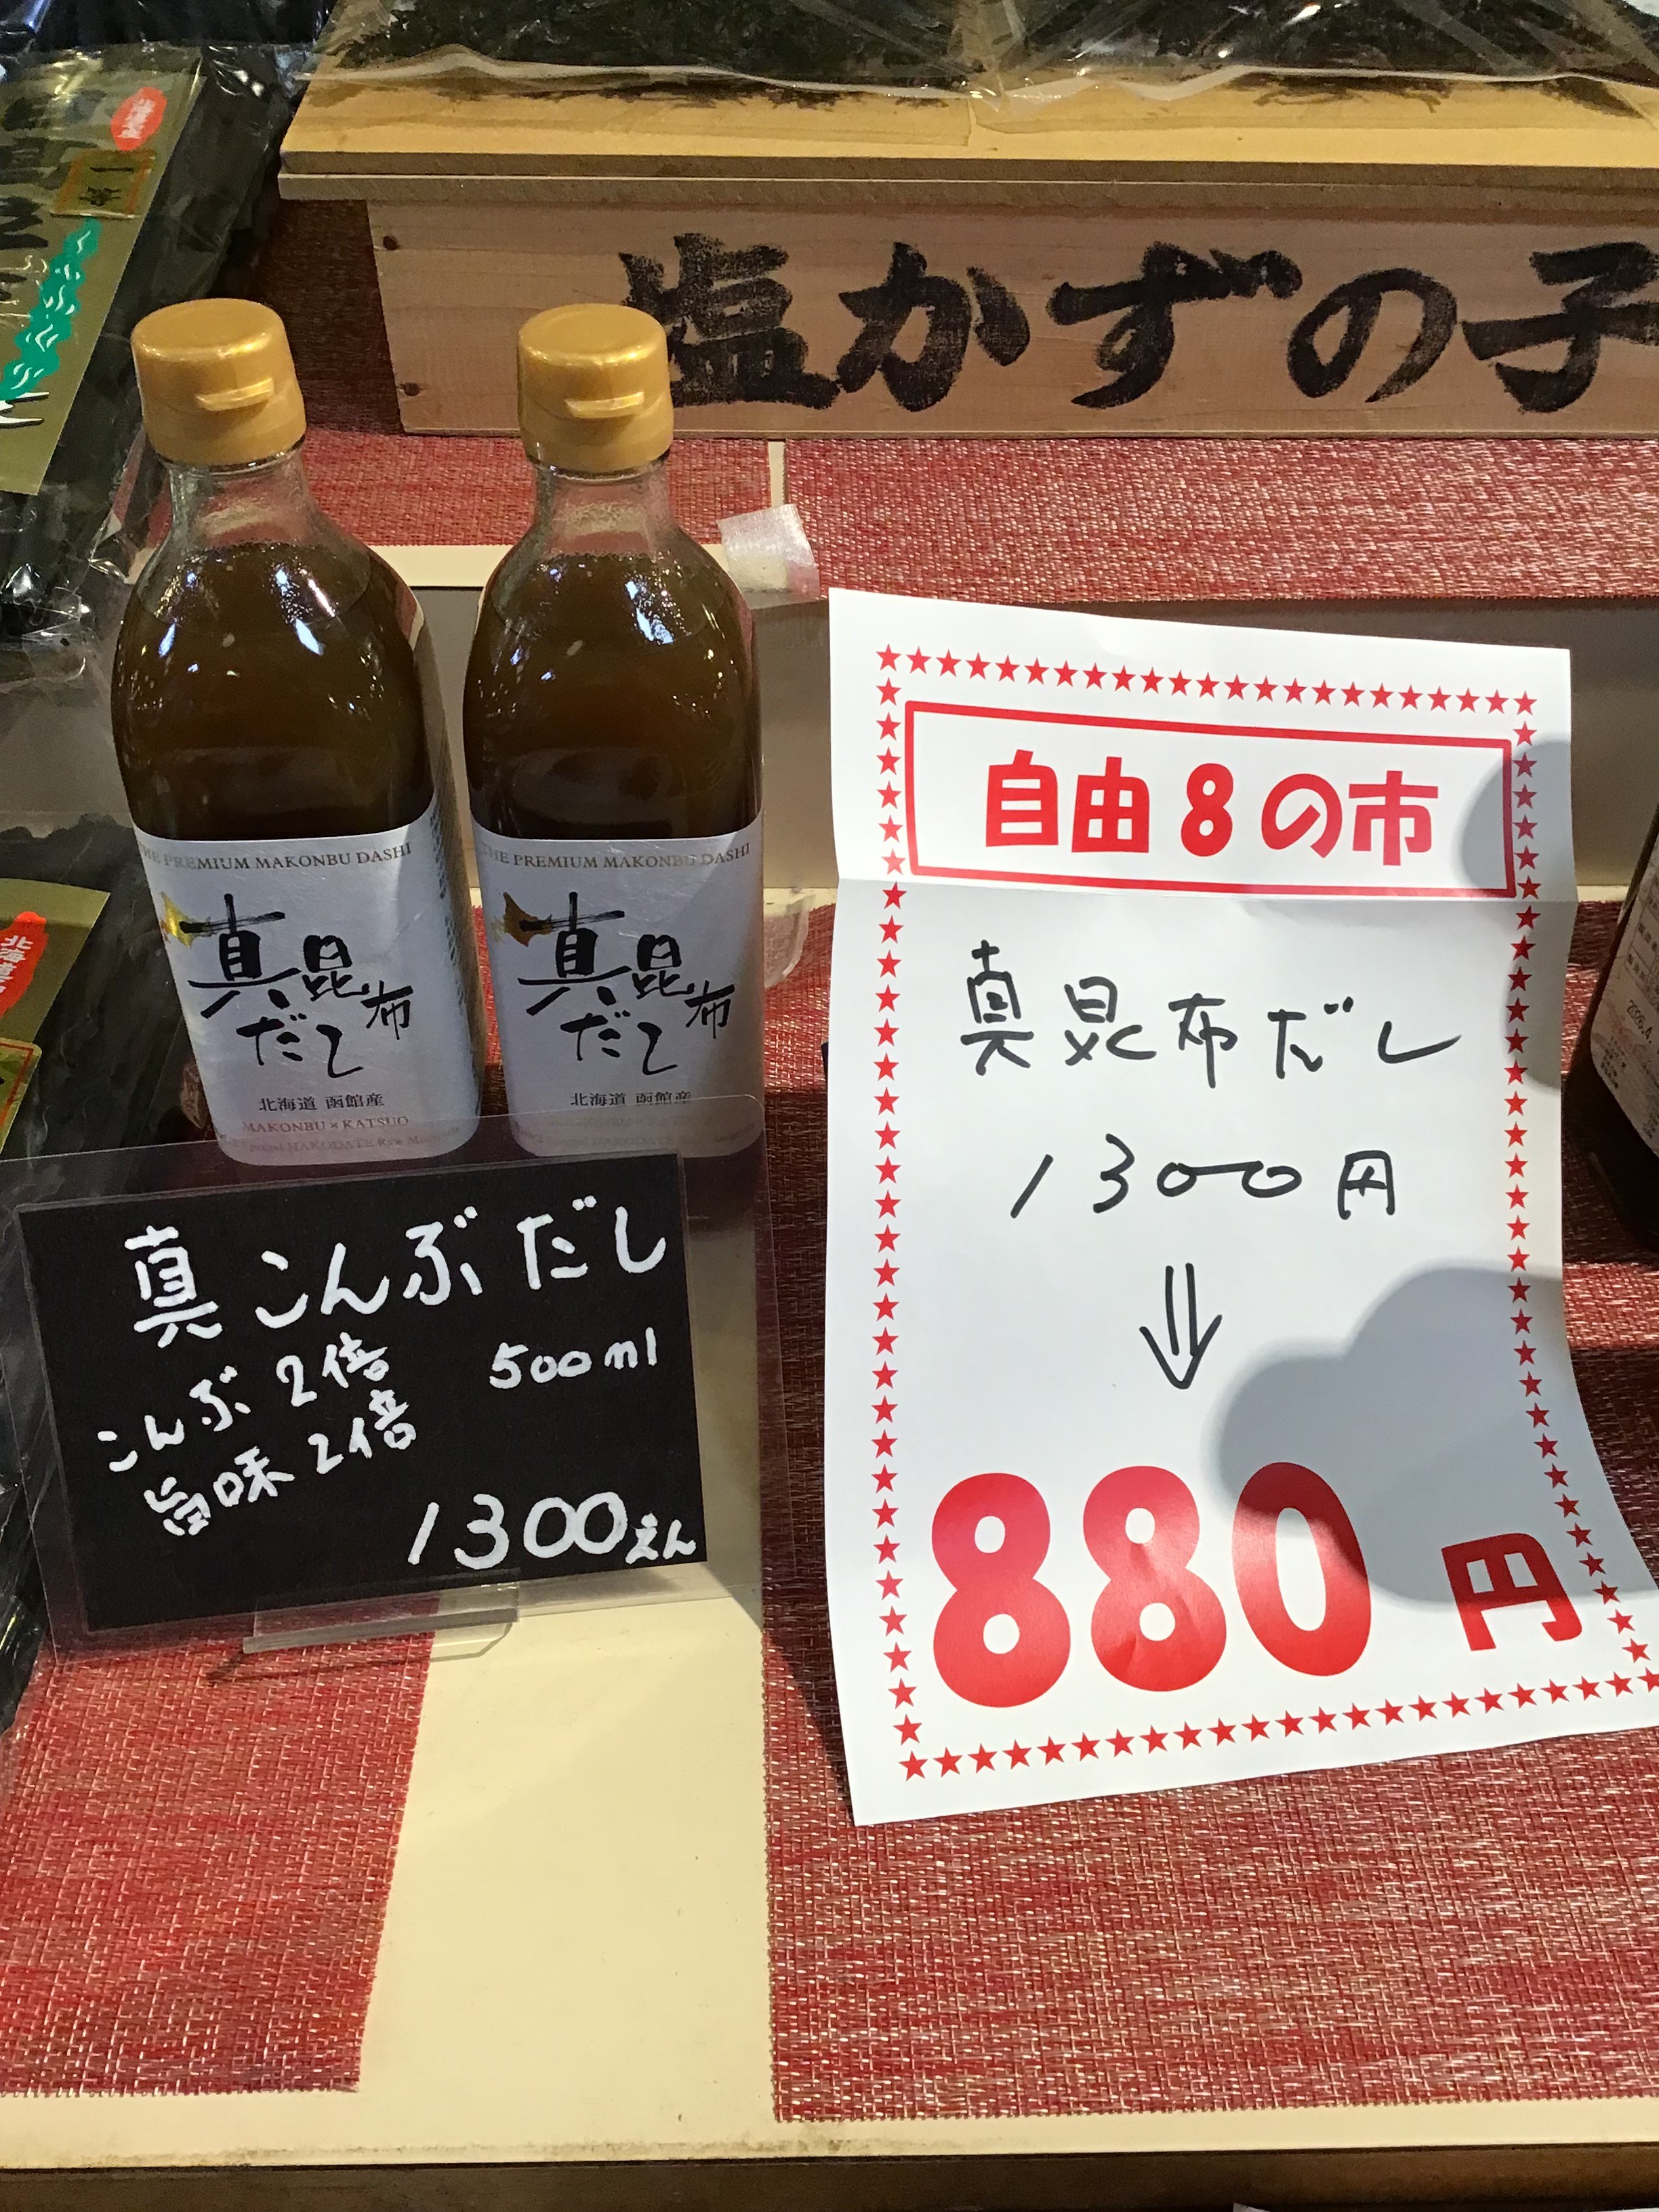 北海道産
塩かずの子
THE PREMIUM MAKONBU DASHI
真昆布
だし
北海道 函館産
MAKONBU × KATSUO
THE PREMIUM MAKONBU DASHI
真昆布
だし
北海道 函館産
自由8の市
真昆布だし
1300円
⇓
880円
真こんぶだし
こんぶ2倍 500ml
旨味2倍
1300えん